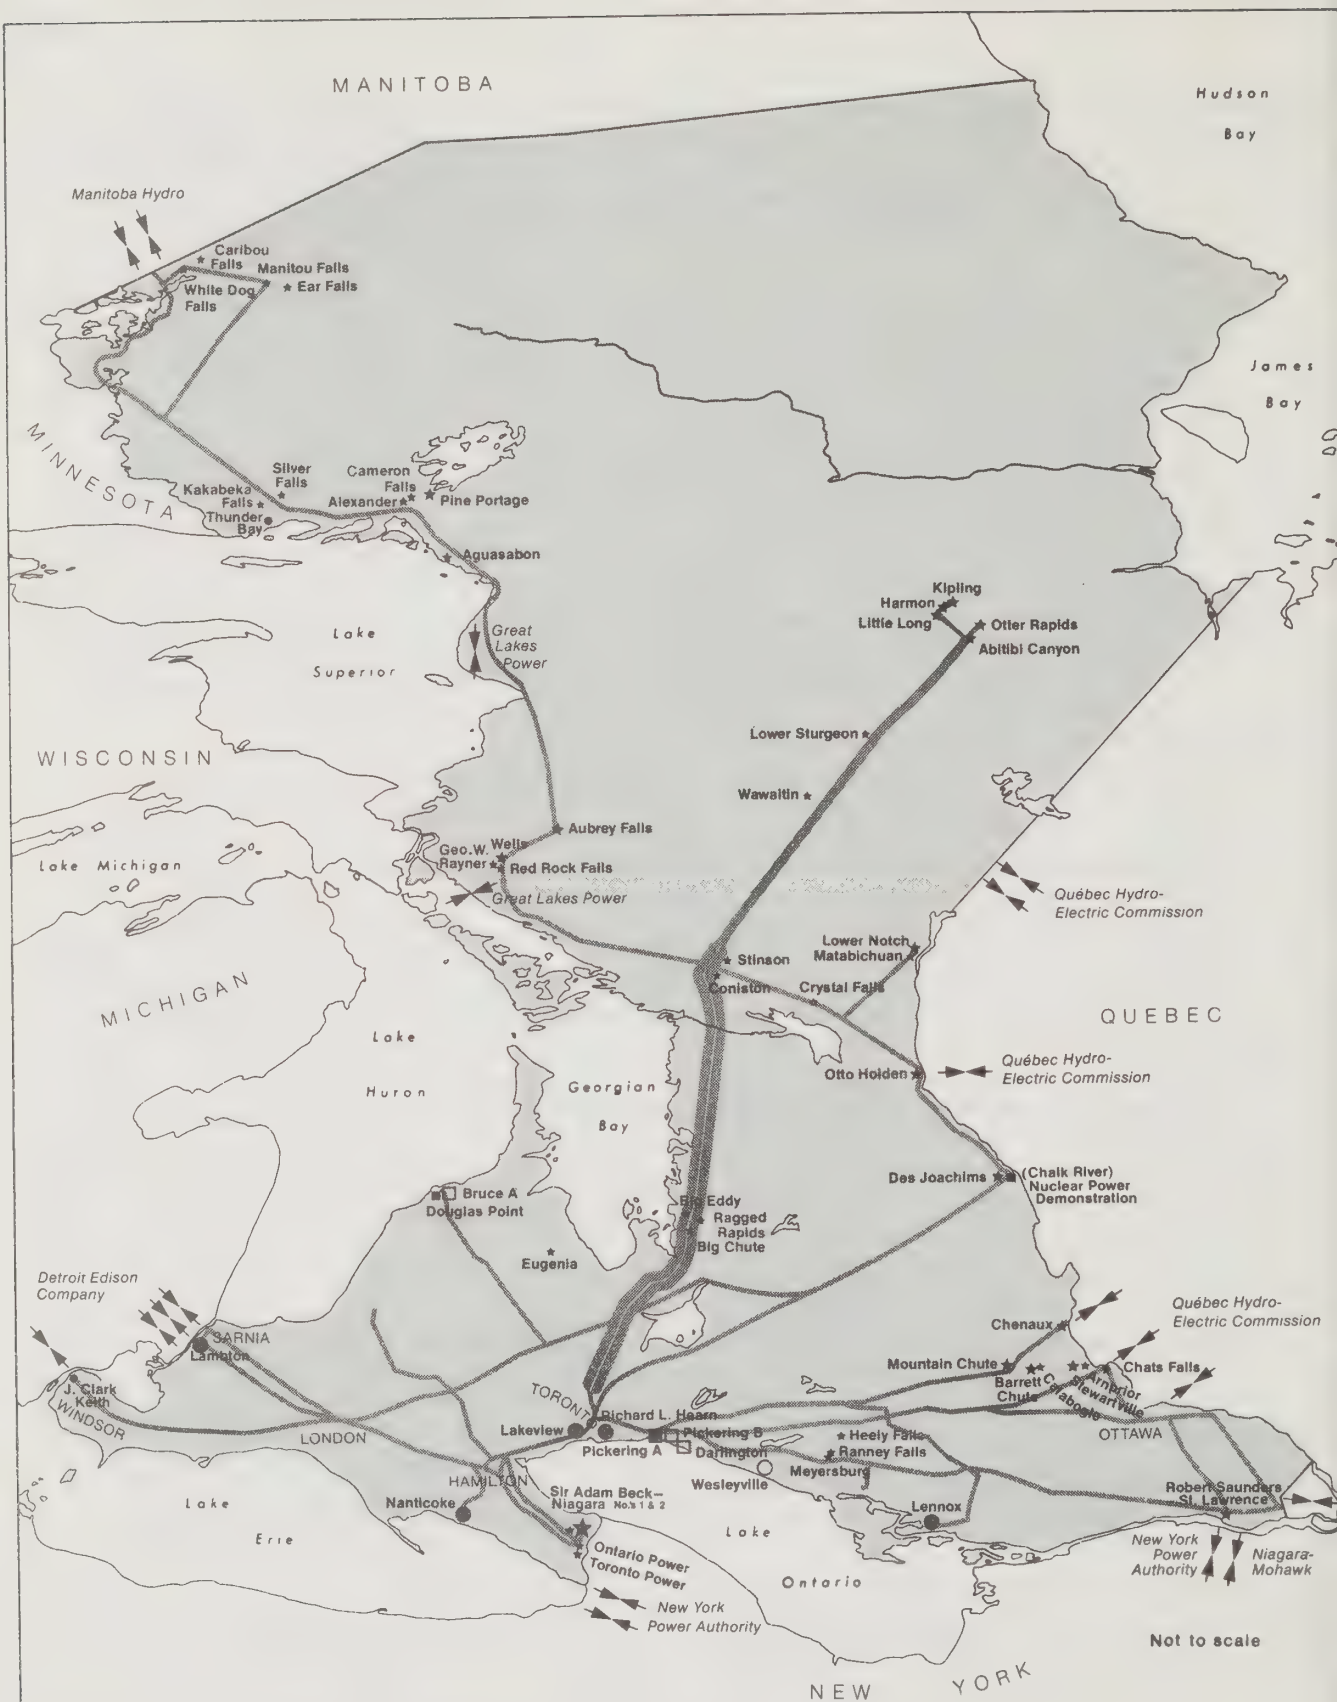 MANITOBA
Hudson
Bay
Manitoba Hydro
Caribou
Falls
Manitou Falls
Ear Falls
White Dog
Falls
James
Bay
MINNESOTA
Silver
Falls
Cameron
Falls
Kakabeka
Falls
Alexander
Pine Portage
Thunder
Bay
Aguasabon
Kipling
Harmon
Little Long
Otter Rapids
Abitibi Canyon
Lake
Superior
Great
Lakes
Power
Lower Sturgeon
WISCONSIN
Wawaitin
Aubrey Falls
Lake Michigan
Geo.W.
Rayner
Wells
Red Rock Falls
Great Lakes Power
Québec Hydro-
Electric Commission
Lower Notch
Matabichuan
Stinson
Coniston
Crystal Falls
MICHIGAN
QUEBEC
Lake
Huron
Georgian
Bay
Otto Holden
Québec Hydro-
Electric Commission
Des Joachims
(Chalk River)
Nuclear Power
Demonstration
Bruce A
Douglas Point
Big Eddy
Ragged
Rapids
Big Chute
Eugenia
Detroit Edison
Company
SARNIA
Lambton
Québec Hydro-
Electric Commission
Chenaux
Mountain Chute
Chats Falls
Barrett
Chute
Calabogie
Stewartville
Arnprior
J. Clark
Keith
WINDSOR
LONDON
TORONTO
Richard L. Hearn
Lakeview
Pickering A
Pickering B
Darlington
Heely Falls
Ranney Falls
Meyersburg
OTTAWA
HAMILTON
Wesleyville
Nanticoke
Sir Adam Beck–
Niagara No.'s 1 & 2
Lennox
Robert Saunders
St. Lawrence
Lake
Erie
Ontario Power
Toronto Power
Lake
Ontario
New York
Power
Authority
Niagara-
Mohawk
New York
Power Authority
Not to scale
NEW YORK